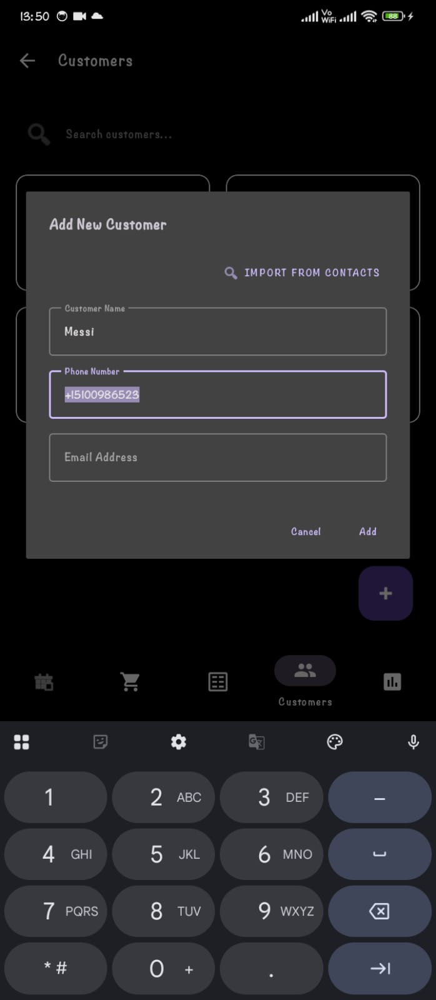 13:50
Vo
WiFi
88
Customers
Search customers...
Add New Customer
IMPORT FROM CONTACTS
Customer Name
Messi
Phone Number
+15100986523
Email Address
Cancel Add
+
Customers
1 2 ABC 3 DEF –
4 GHI 5 JKL 6 MNO
7 PQRS 8 TUV 9 WXYZ
* # 0 + .